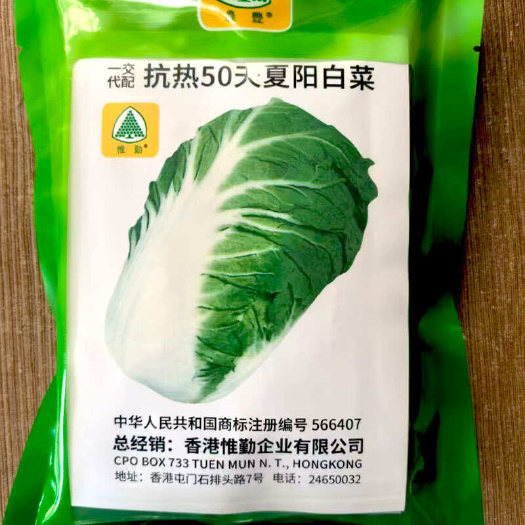 惟勤®
一交
代配
抗热50天夏阳白菜
惟勤®
中华人民共和国商标注册编号 566407
总经销：香港惟勤企业有限公司
CPO BOX 733 TUEN MUN N. T., HONGKONG
地址：香港屯门石排头路7号 电话：24650032